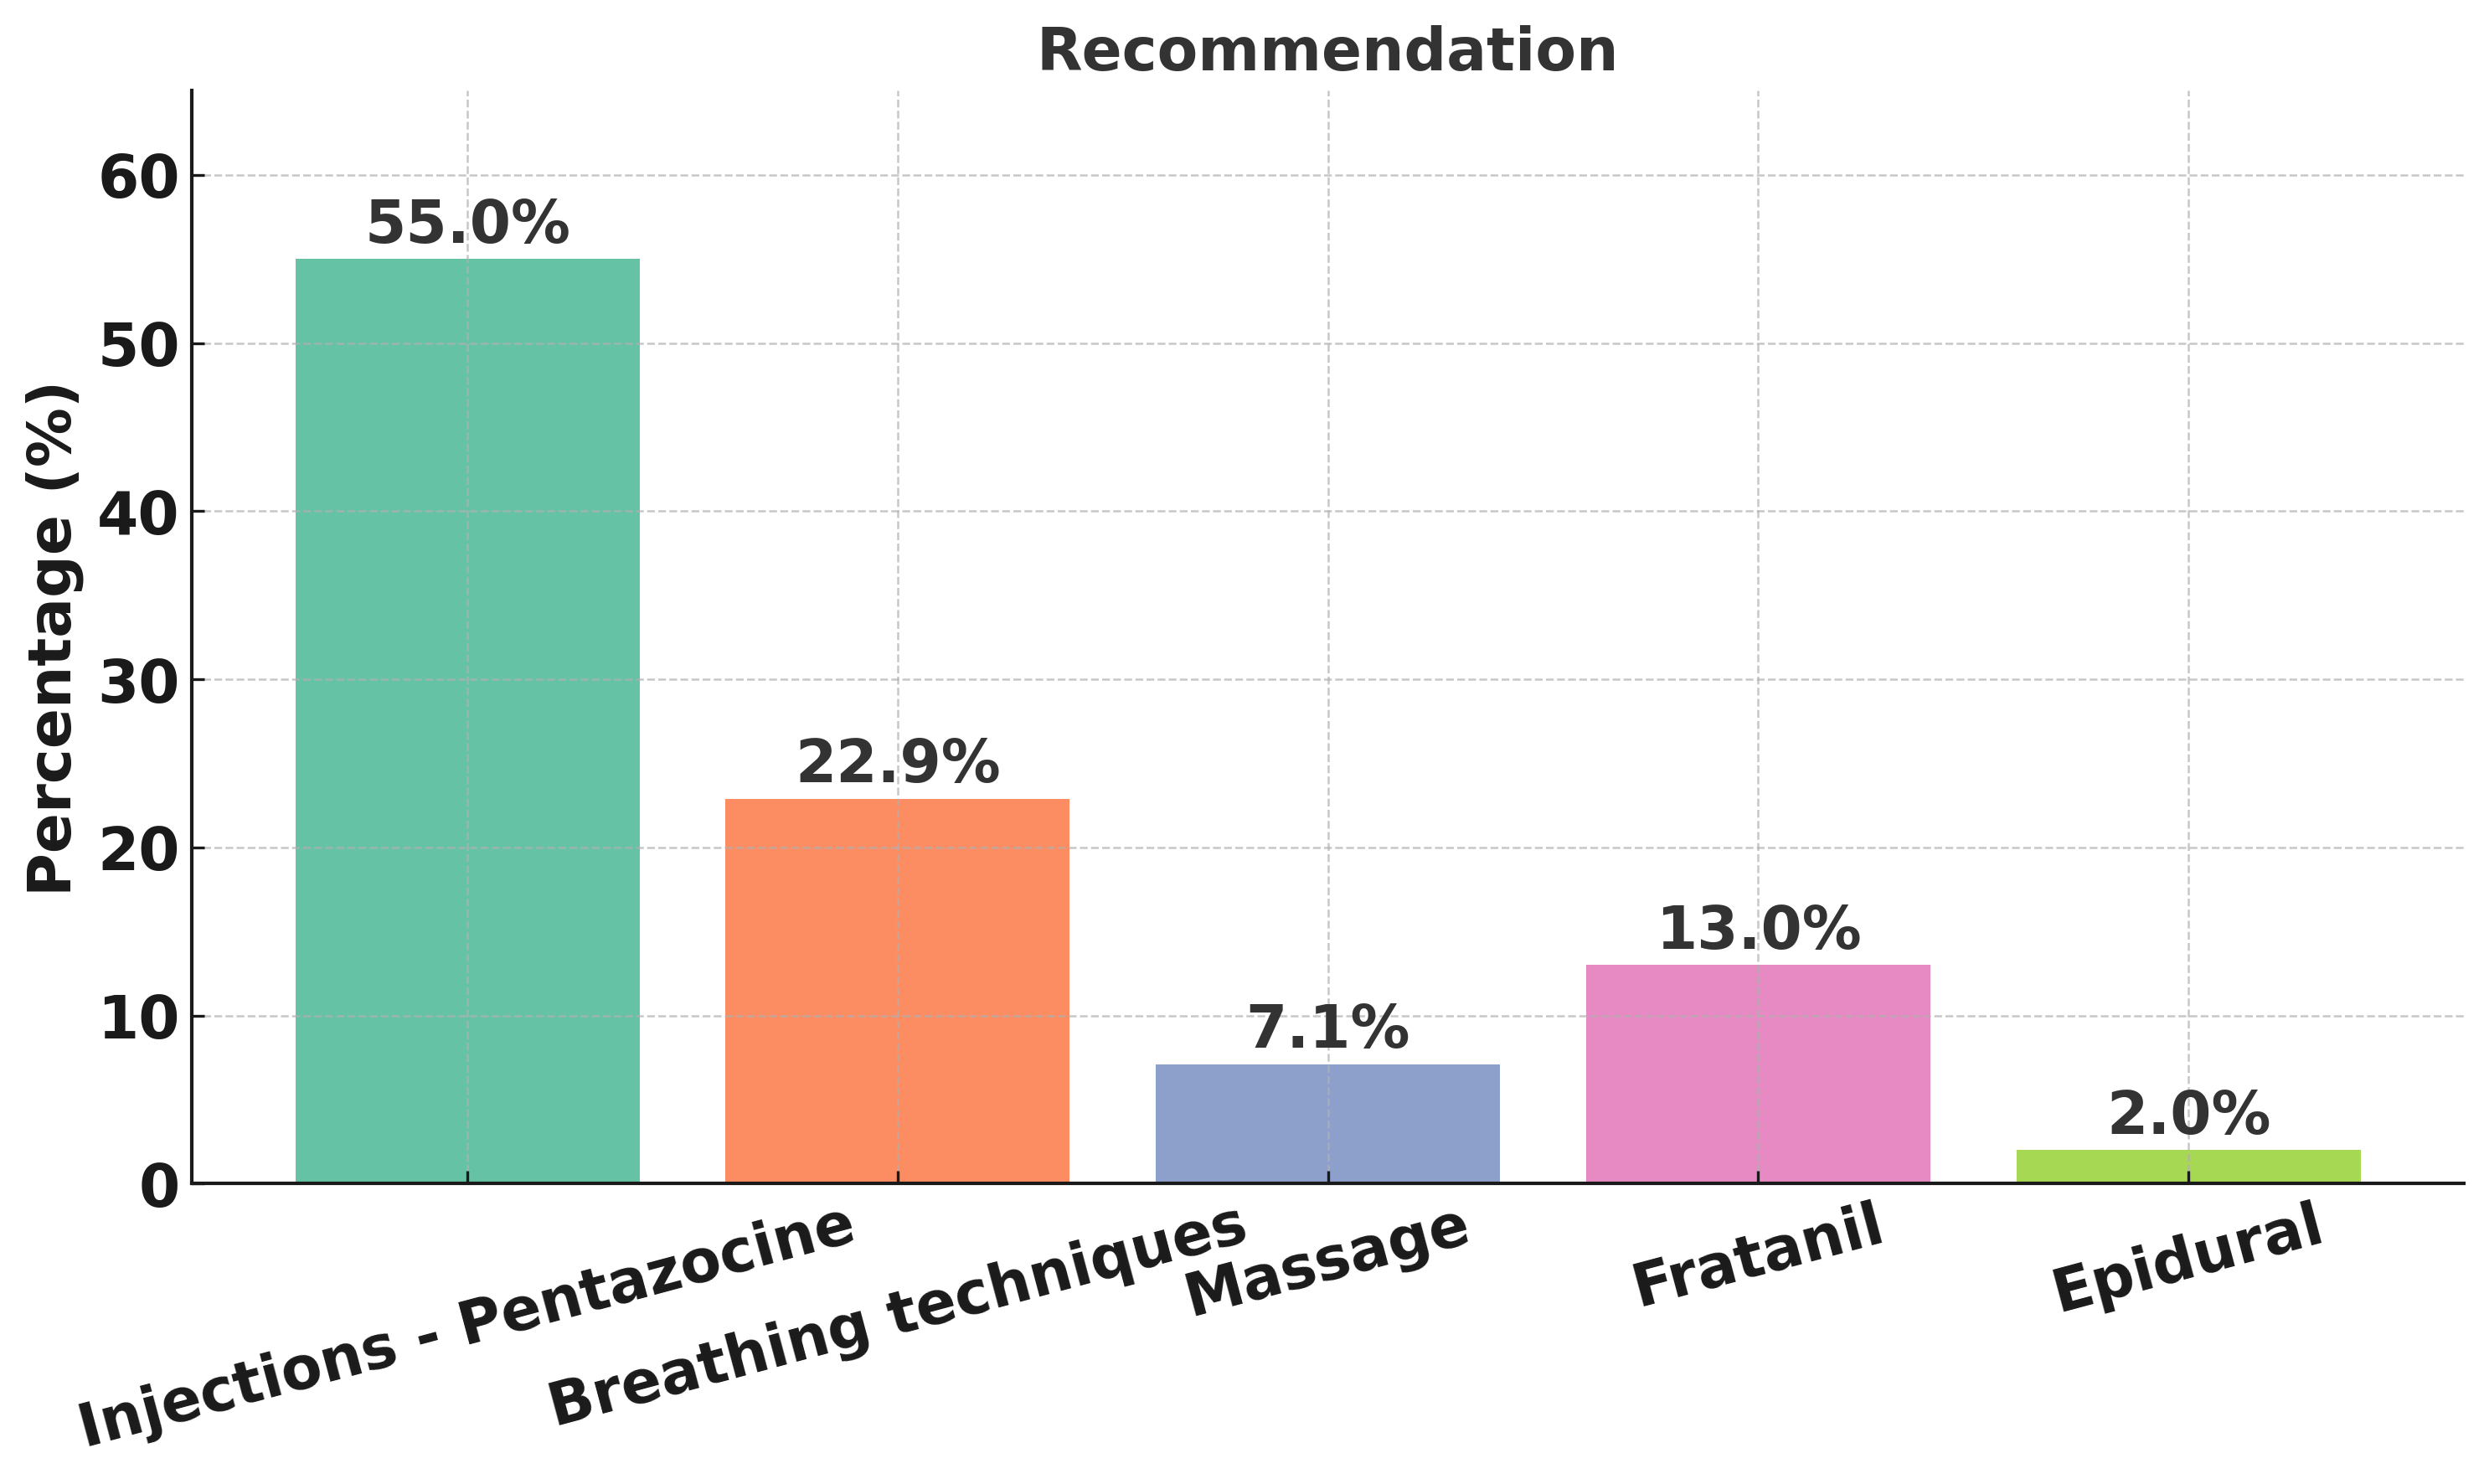 Recommendation
Percentage (%)
60
50
40
30
20
10
0
55.0%
22.9%
7.1%
13.0%
2.0%
Injections - Pentazocine
Breathing techniques
Massage
Fratanil
Epidural